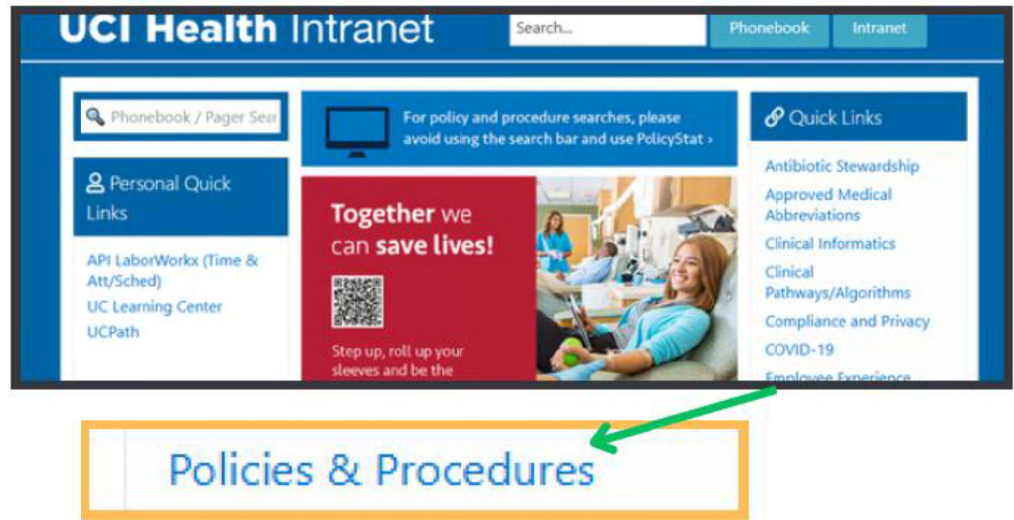 UCI Health Intranet
Search...
Phonebook
Intranet
Phonebook / Pager Sear
Personal Quick
Links
API LaborWorkx (Time &
Att/Sched)
UC Learning Center
UCPath
For policy and procedure searches, please
avoid using the search bar and use PolicyStat ›
Together we
can save lives!
Step up, roll up your
sleeves and be the
Quick Links
Antibiotic Stewardship
Approved Medical
Abbreviations
Clinical Informatics
Clinical
Pathways/Algorithms
Compliance and Privacy
COVID-19
Employee Experience
Policies & Procedures